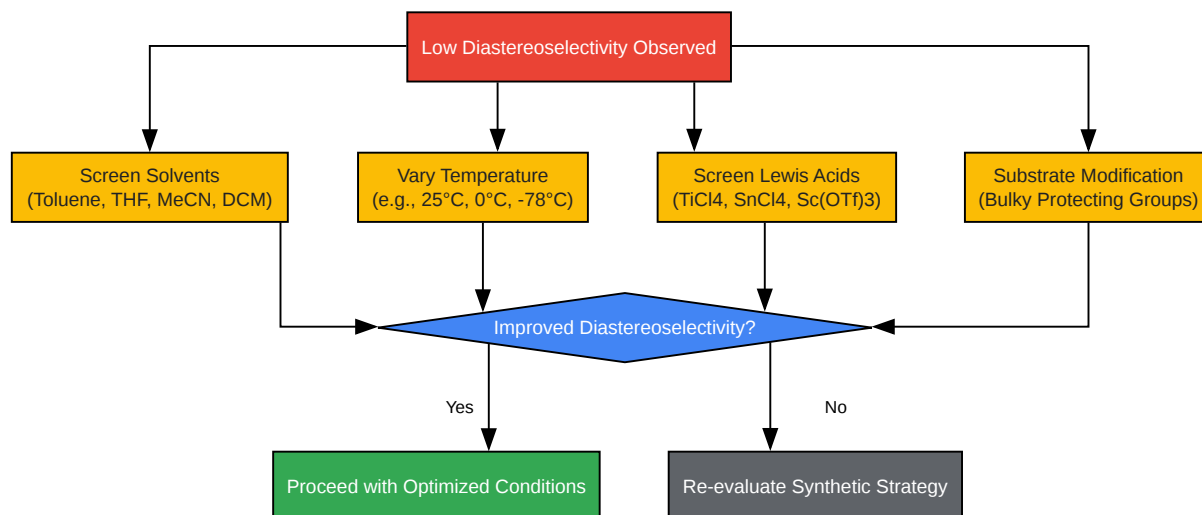 Low Diastereoselectivity Observed
Screen Solvents
(Toluene, THF, MeCN, DCM)
Vary Temperature
(e.g., 25°C, 0°C, -78°C)
Screen Lewis Acids
(TiCl4, SnCl4, Sc(OTf)3)
Substrate Modification
(Bulky Protecting Groups)
Improved Diastereoselectivity?
Yes
No
Proceed with Optimized Conditions
Re-evaluate Synthetic Strategy